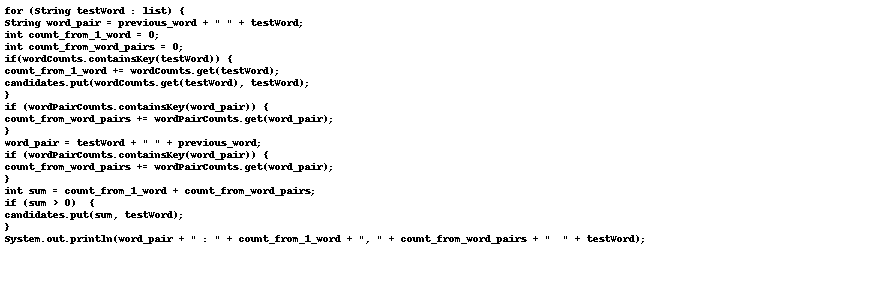 for (String testWord : list) {
String word_pair = previous_word + " " + testWord;
int count_from_1_word = 0;
int count_from_word_pairs = 0;
if(wordCounts.containsKey(testWord)) {
count_from_1_word += wordCounts.get(testWord);
candidates.put(wordCounts.get(testWord), testWord);
}
if (wordPairCounts.containsKey(word_pair)) {
count_from_word_pairs += wordPairCounts.get(word_pair);
}
word_pair = testWord + " " + previous_word;
if (wordPairCounts.containsKey(word_pair)) {
count_from_word_pairs += wordPairCounts.get(word_pair);
}
int sum = count_from_1_word + count_from_word_pairs;
if (sum > 0)  {
candidates.put(sum, testWord);
}
System.out.println(word_pair + " : " + count_from_1_word + ", " + count_from_word_pairs + "  " + testWord);